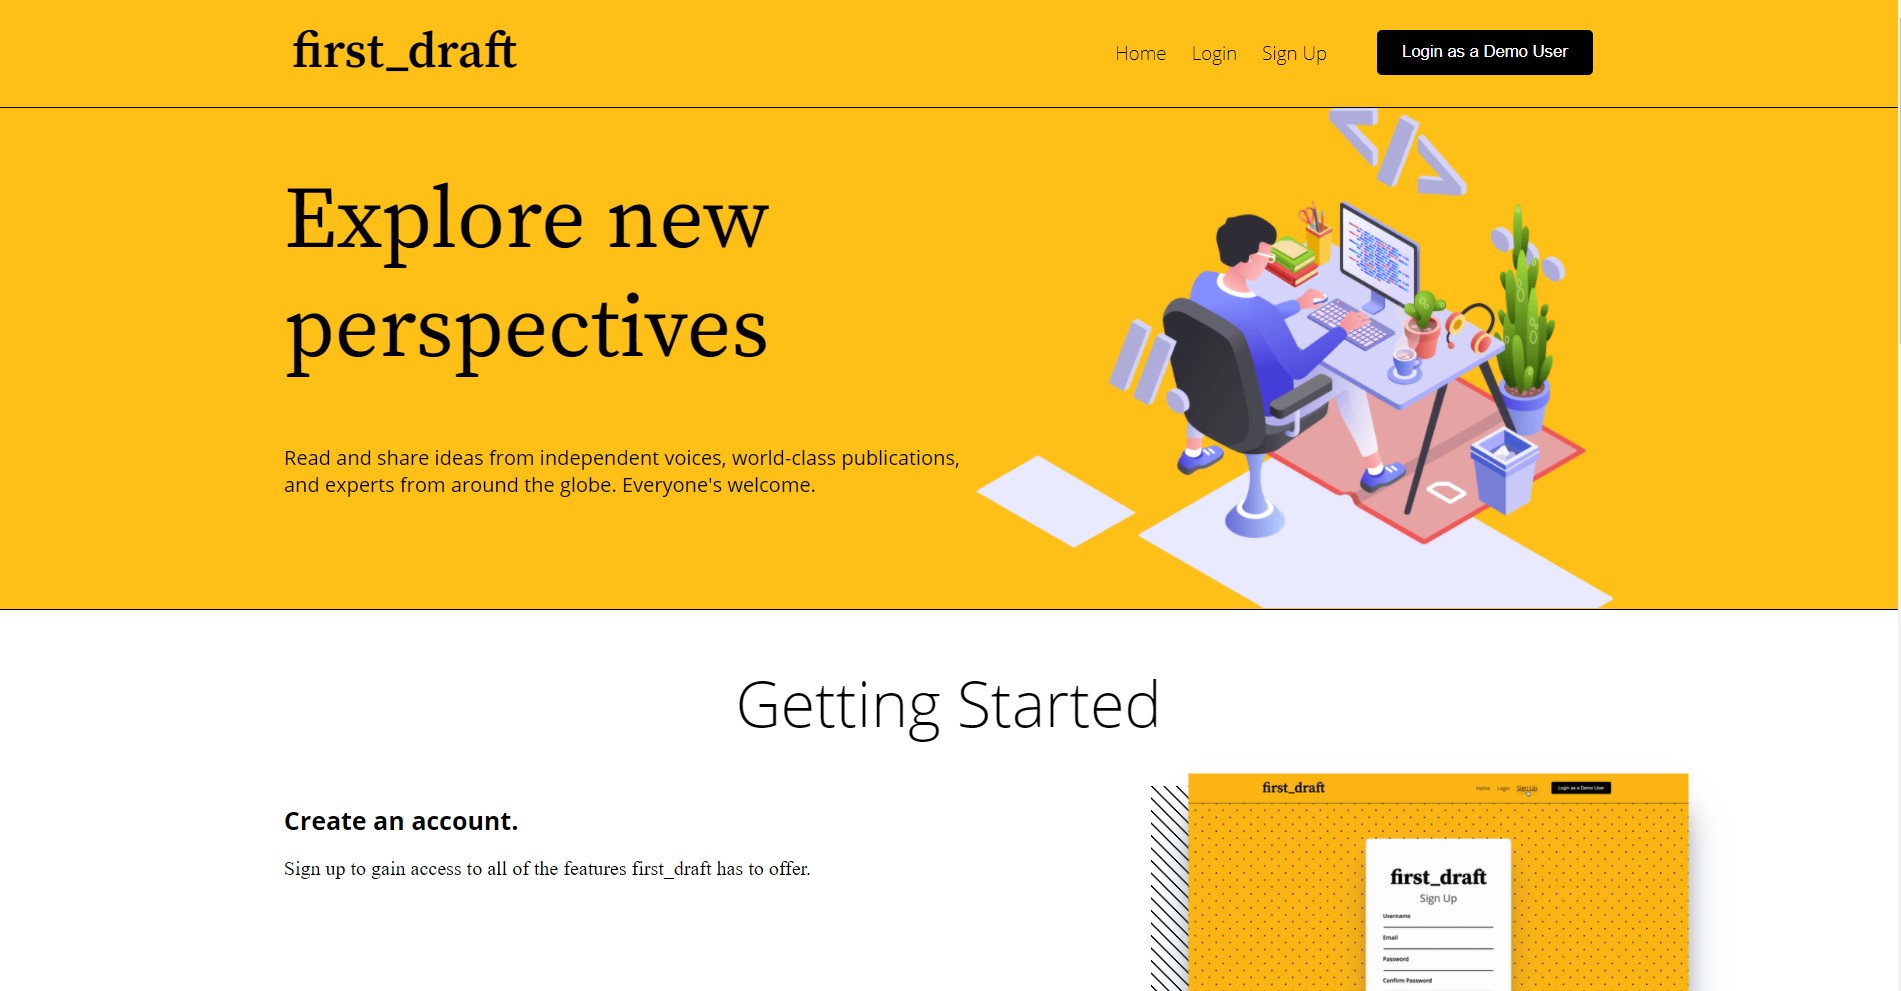 first_draft
Home Login Sign Up Login as a Demo User
Explore new
perspectives
Read and share ideas from independent voices, world-class publications,
and experts from around the globe. Everyone's welcome.
Getting Started
Create an account.
Sign up to gain access to all of the features first_draft has to offer.
first_draft
Home Login Sign Up Login as a Demo User
first_draft
Sign Up
Username
Email
Password
Confirm Password